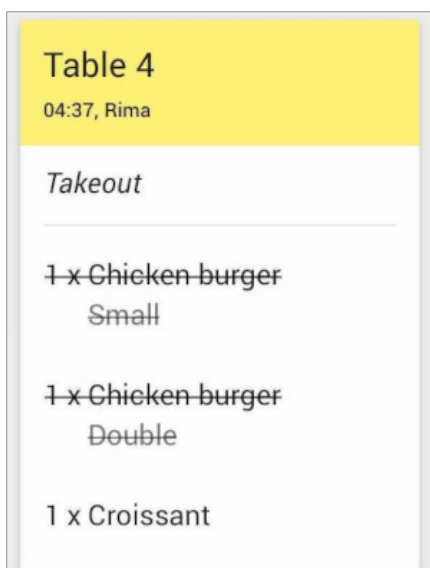 Table 4
04:37, Rima
Takeout
1 x Chicken burger
Small
1 x Chicken burger
Double
1 x Croissant